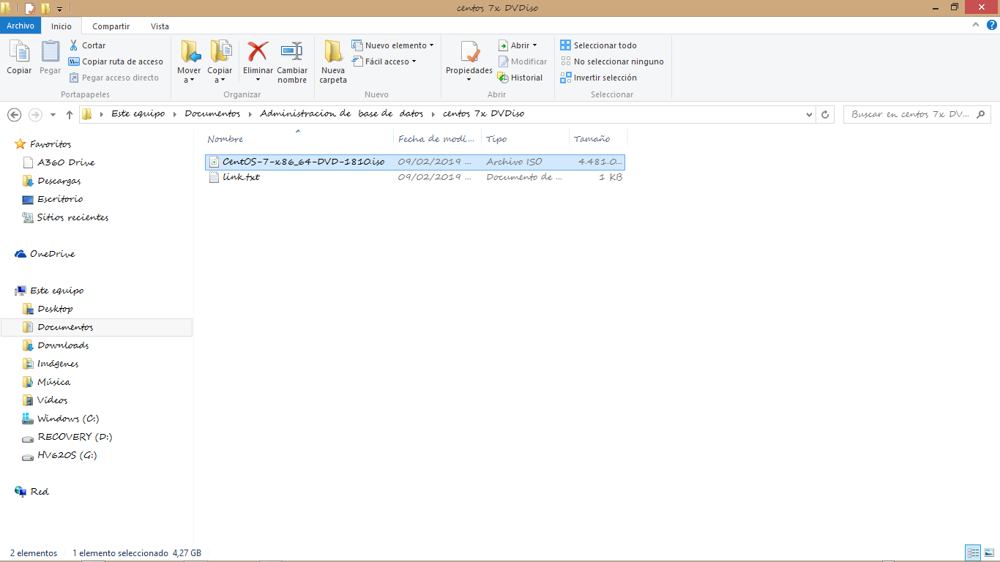 centos 7x DVDiso
Archivo Inicio Compartir Vista
Copiar
Pegar
Cortar
Copiar ruta de acceso
Pegar acceso directo
Portapapeles
Mover a
Copiar a
Eliminar
Cambiar nombre
Organizar
Nueva carpeta
Nuevo elemento
Fácil acceso
Nuevo
Propiedades
Abrir
Modificar
Historial
Abrir
Seleccionar todo
No seleccionar ninguno
Invertir selección
Seleccionar
Este equipo Documentos Administracion de base de datos centos 7x DVDiso
Buscar en centos 7x DV...
Favoritos
A360 Drive
Descargas
Escritorio
Sitios recientes
OneDrive
Este equipo
Desktop
Documentos
Downloads
Imágenes
Música
Vídeos
Windows (C:)
RECOVERY (D:)
HV620S (G:)
Red
Nombre Fecha de modi... Tipo Tamaño
CentOS-7-x86_64-DVD-1810.iso 09/02/2019 ... Archivo ISO 4.481.0...
link.txt 09/02/2019 ... Documento de ... 1 KB
2 elementos 1 elemento seleccionado 4,27 GB